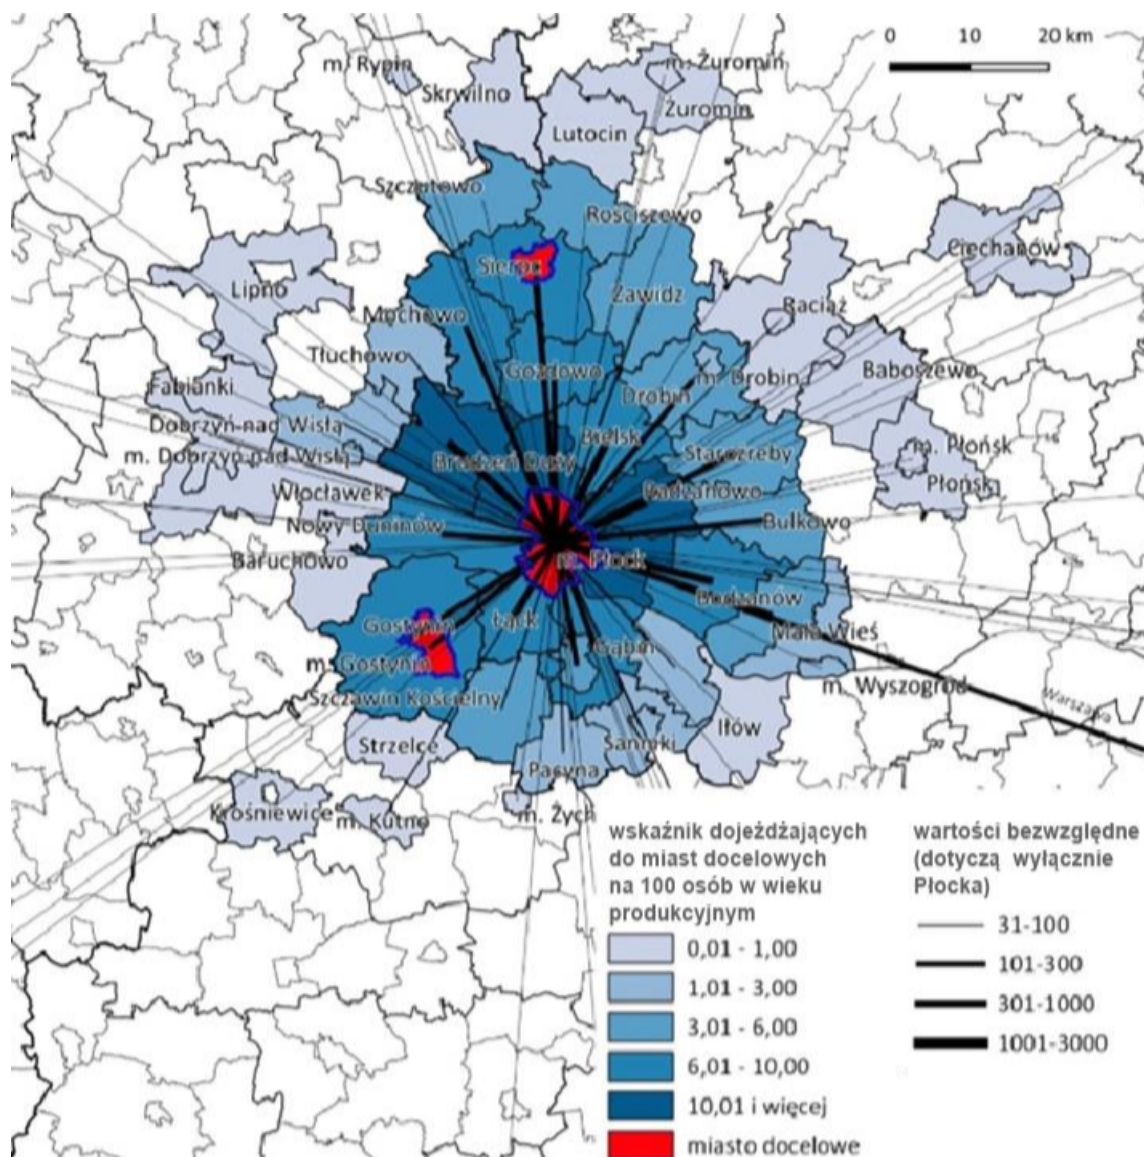 0 10 20 km
m. Rypin
m. Żuromin
Skrwilno
Żuromin
Lutocin
Szczutowo
Rościszewo
Ciechanów
Sierpc
Lipno
Zawidz
Raciąż
Mochowo
Tłuchowo
Gozdowo
Baboszewo
Fabianki
m. Drobin
Drobin
Dobrzyń nad Wisłą
Bielsk
m. Płońsk
m. Dobrzyń nad Wisłą
Brudzeń Duży
Starożreby
Płońsk
Włocławek
Radzanowo
Nowy Duninów
Bulkowo
Baruchowo
m. Płock
Bodzanów
Gostynin
Łąck
Mała Wieś
Gąbin
m. Gostynin
m. Wyszogród
Szczawin Kościelny
Warszawa
Iłów
Strzelce
Sanniki
Pacyna
Krośniewice
m. Kutno
m. Żych
wskaźnik dojeżdżających
do miast docelowych
na 100 osób w wieku
produkcyjnym
0,01 - 1,00
1,01 - 3,00
3,01 - 6,00
6,01 - 10,00
10,01 i więcej
miasto docelowe
wartości bezwzględne
(dotyczą wyłącznie
Płocka)
31-100
101-300
301-1000
1001-3000